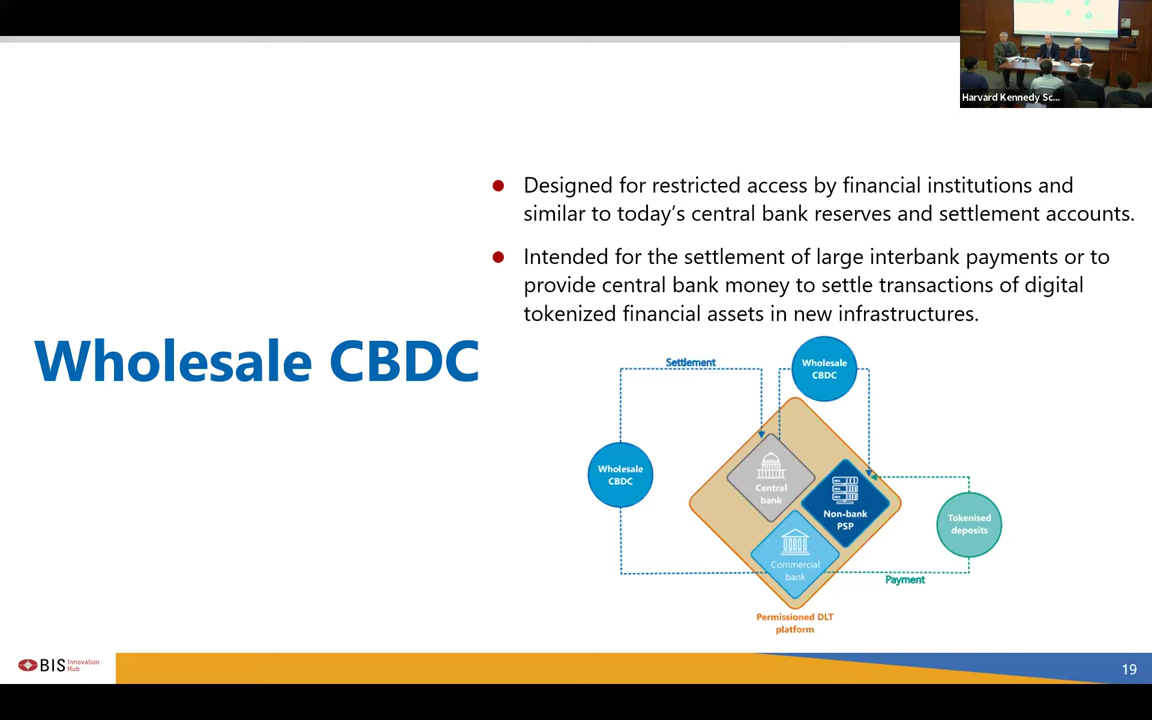 Harvard Kennedy Sc...
Designed for restricted access by financial institutions and
similar to today's central bank reserves and settlement accounts.
Intended for the settlement of large interbank payments or to
provide central bank money to settle transactions of digital
tokenized financial assets in new infrastructures.
Wholesale CBDC
Settlement
Wholesale
CBDC
Wholesale
CBDC
Central
bank
Non-bank
PSP
Commercial
bank
Tokenised
deposits
Payment
Permissioned DLT
platform
BIS Innovation
Hub
19